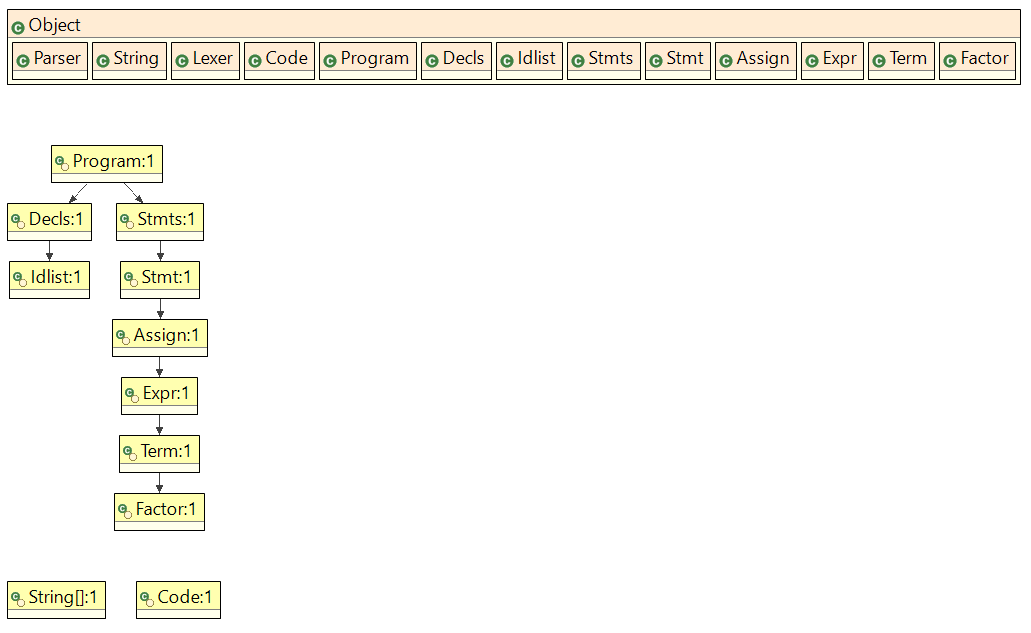 Object
Parser String Lexer Code Program Decls Idlist Stmts Stmt Assign Expr Term Factor
Program:1
Decls:1 Stmts:1
Idlist:1 Stmt:1
Assign:1
Expr:1
Term:1
Factor:1
String[]:1 Code:1